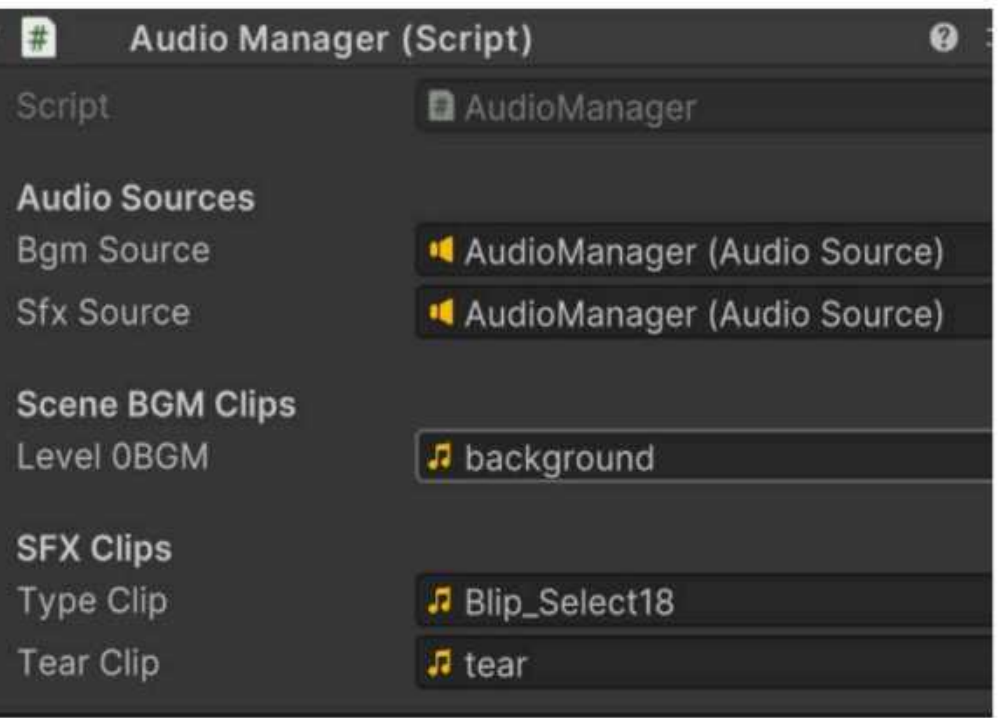 # Audio Manager (Script) ?
Script # AudioManager
Audio Sources
Bgm Source AudioManager (Audio Source)
Sfx Source AudioManager (Audio Source)
Scene BGM Clips
Level 0BGM background
SFX Clips
Type Clip Blip_Select18
Tear Clip tear